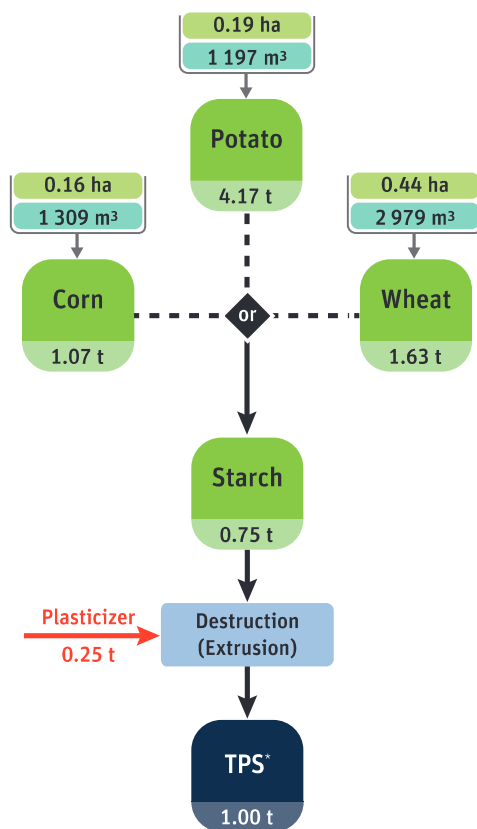 0.19 ha
1 197 m³
Potato
4.17 t
0.16 ha
1 309 m³
Corn
1.07 t
0.44 ha
2 979 m³
Wheat
1.63 t
or
Starch
0.75 t
Plasticizer
0.25 t
Destruction
(Extrusion)
TPS*
1.00 t